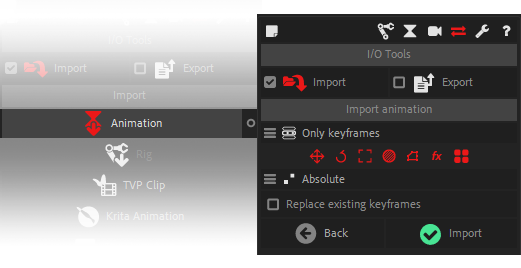 I/O Tools
Import Export
Import
Animation
Rig
TVP Clip
Krita Animation
?
I/O Tools
Import Export
Import animation
Only keyframes
fx
Absolute
Replace existing keyframes
Back Import